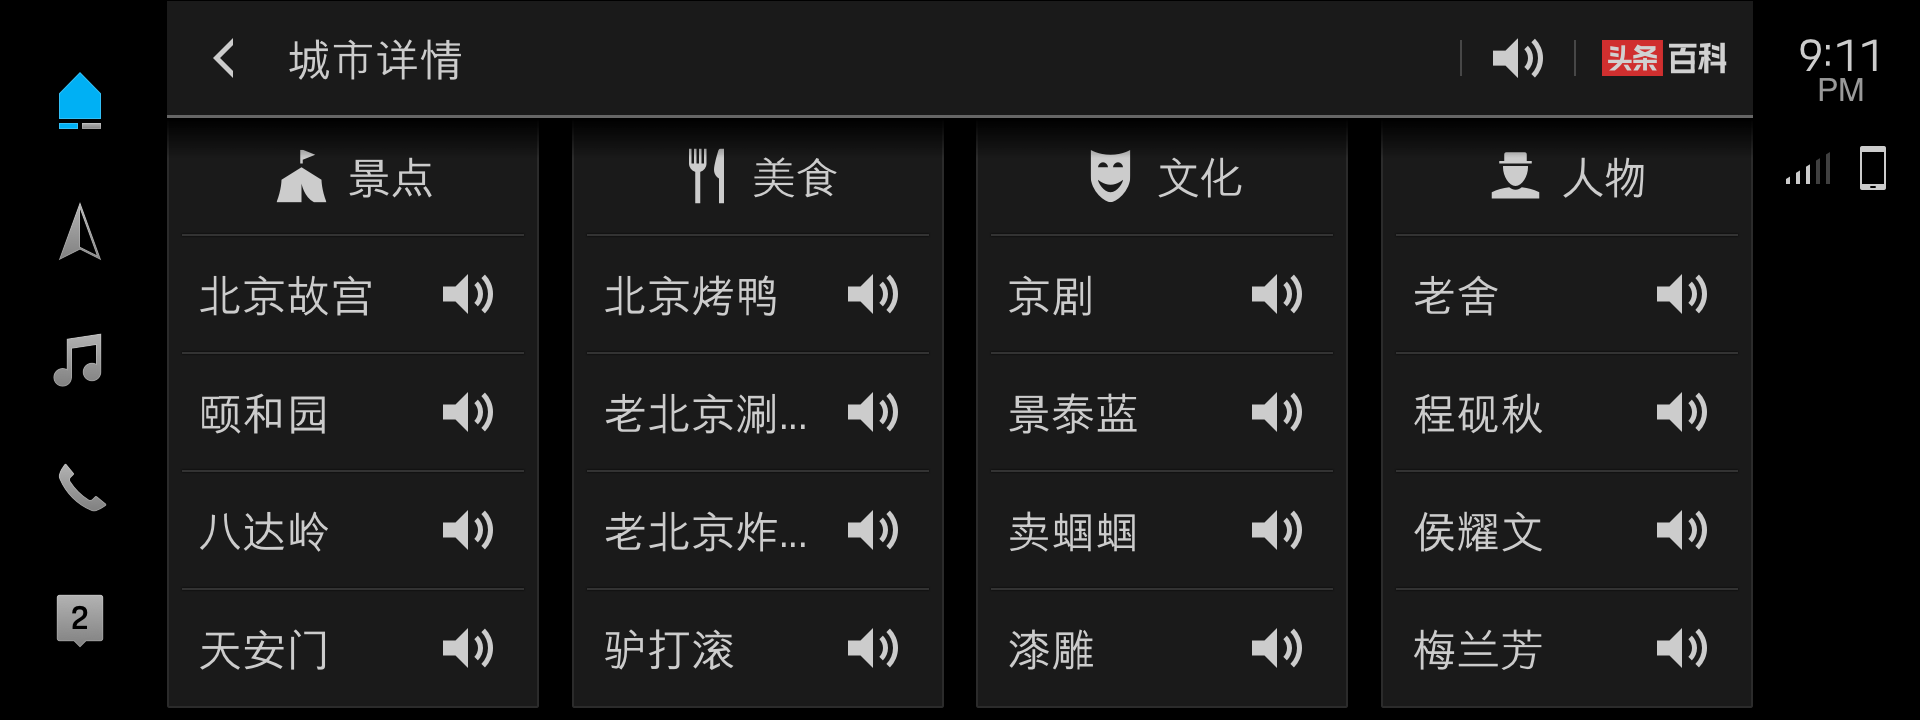 城市详情
头条百科
9:11
PM
景点
美食
文化
人物
北京故宫
北京烤鸭
京剧
老舍
颐和园
老北京涮...
景泰蓝
程砚秋
八达岭
老北京炸...
卖蝈蝈
侯耀文
天安门
驴打滚
漆雕
梅兰芳
2